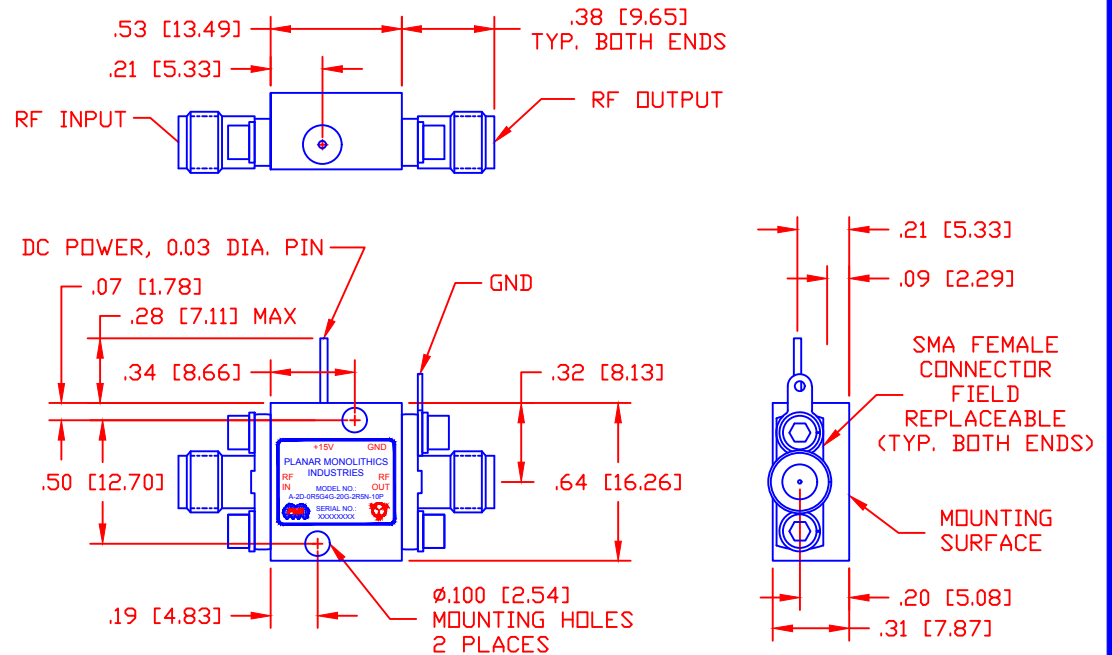 .53 [13.49]
.38 [9.65]
TYP. BOTH ENDS
.21 [5.33]
RF INPUT
RF OUTPUT
DC POWER, 0.03 DIA. PIN
GND
.07 [1.78]
.28 [7.11] MAX
.34 [8.66]
.32 [8.13]
.50 [12.70]
.64 [16.26]
+15V GND
PLANAR MONOLITHICS
INDUSTRIES
RF
IN
RF
OUT
MODEL NO.:
A-2D-0R5G4G-20G-2R5N-10P
SERIAL NO.:
XXXXXXXX
.19 [4.83]
Ø.100 [2.54]
MOUNTING HOLES
2 PLACES
.21 [5.33]
.09 [2.29]
SMA FEMALE
CONNECTOR
FIELD
REPLACEABLE
(TYP. BOTH ENDS)
MOUNTING
SURFACE
.20 [5.08]
.31 [7.87]